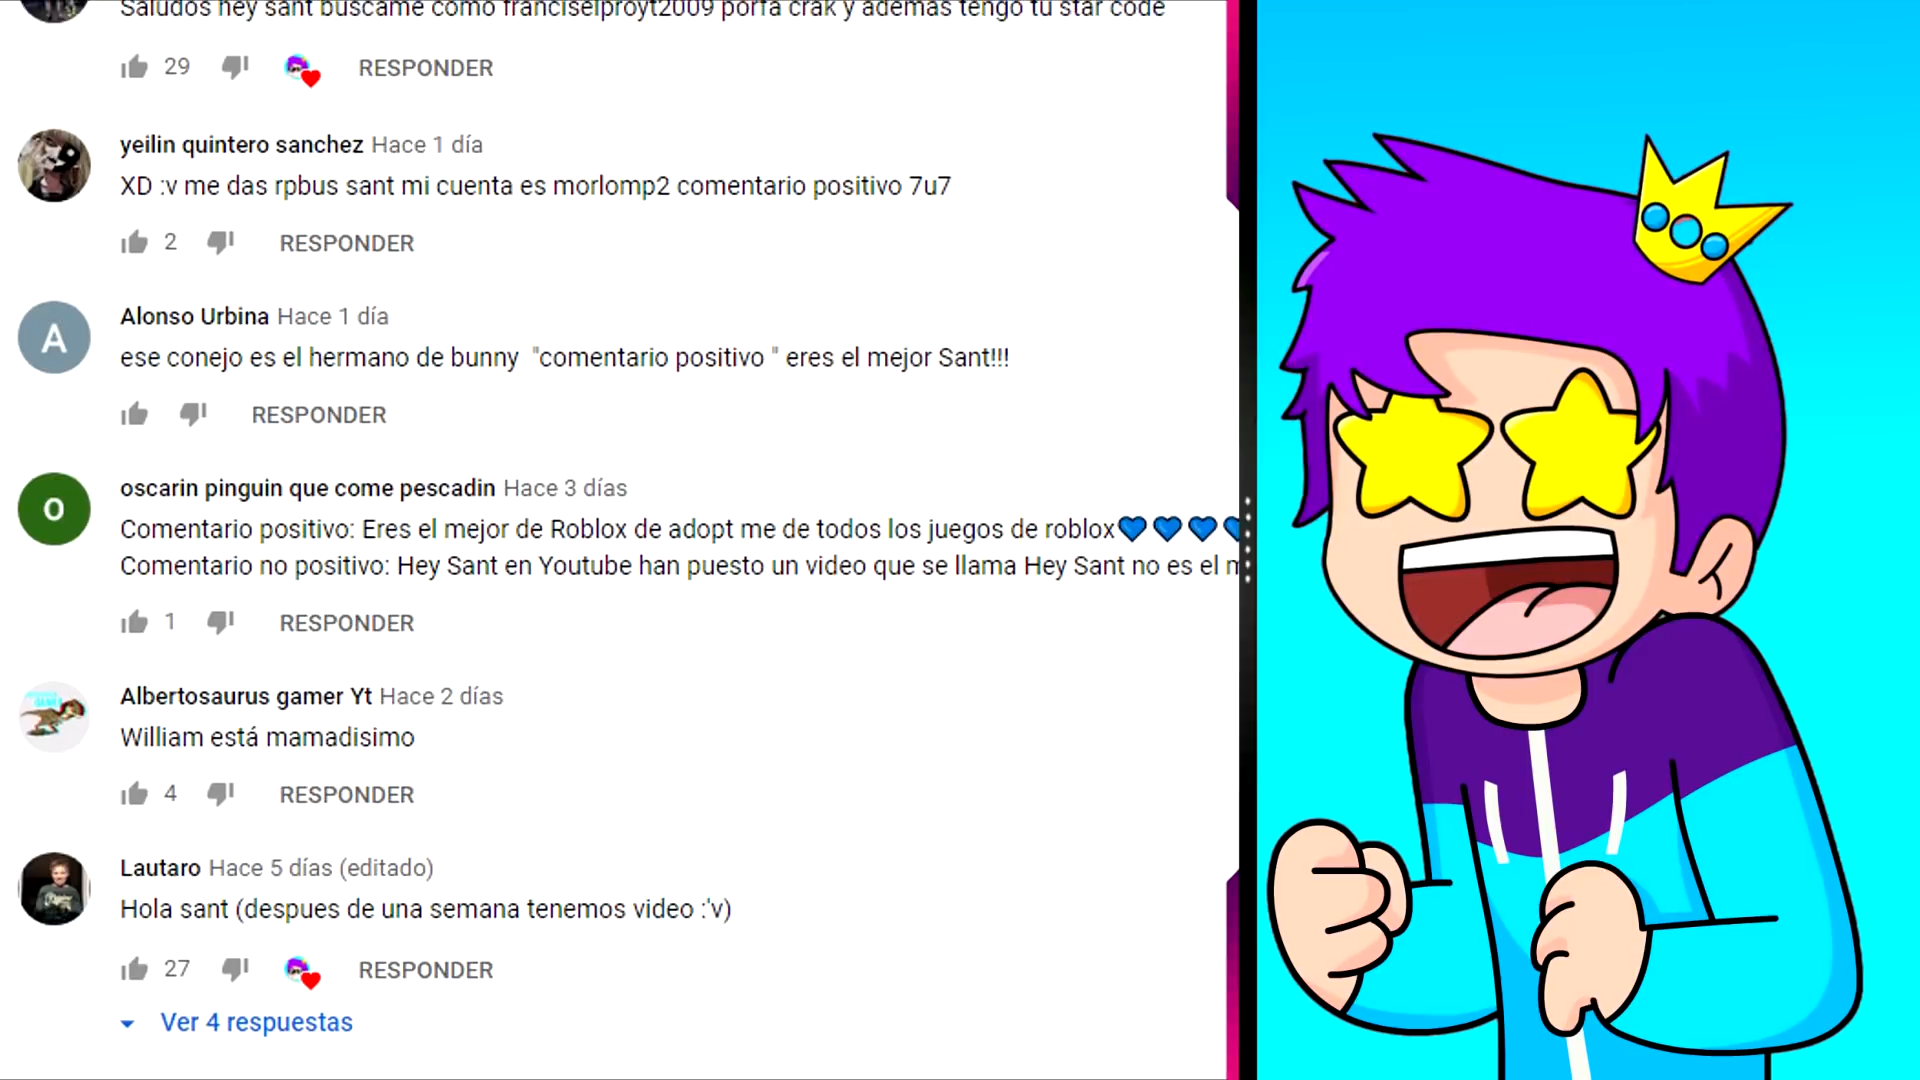 Saludos hey sant buscame como franciselproyt2009 porfa crak y ademas tengo tu star code
29 RESPONDER
yeilin quintero sanchez Hace 1 día
XD :v me das rpbus sant mi cuenta es morlomp2 comentario positivo 7u7
2 RESPONDER
Alonso Urbina Hace 1 día
A
ese conejo es el hermano de bunny "comentario positivo " eres el mejor Sant!!!
RESPONDER
oscarin pinguin que come pescadin Hace 3 días
o
Comentario positivo: Eres el mejor de Roblox de adopt me de todos los juegos de roblox💙💙💙💙
Comentario no positivo: Hey Sant en Youtube han puesto un video que se llama Hey Sant no es el
1 RESPONDER
Albertosaurus gamer Yt Hace 2 días
William está mamadisimo
4 RESPONDER
Lautaro Hace 5 días (editado)
Hola sant (despues de una semana tenemos video :'v)
27 RESPONDER
Ver 4 respuestas